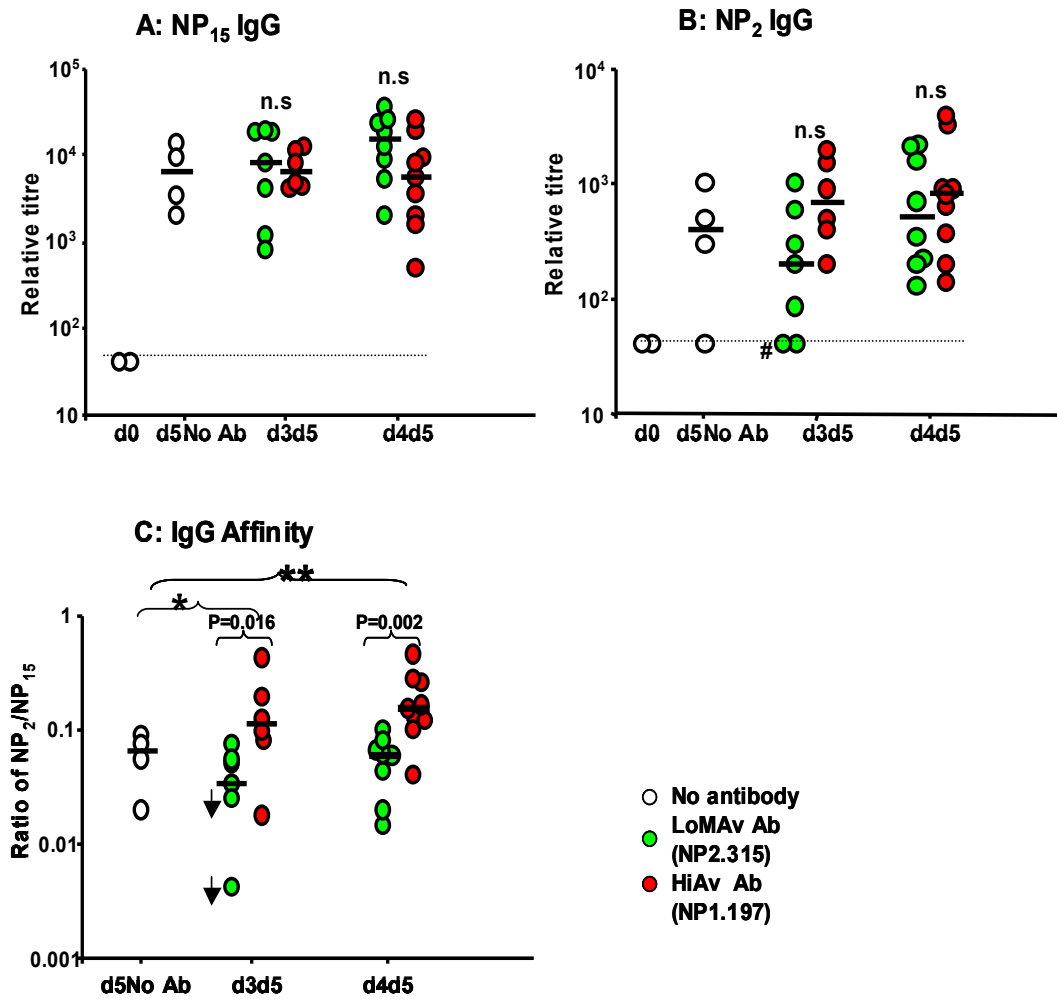 A: NP15 IgG
Relative titre
10^5
10^4
10^3
10^2
10
n.s
n.s
d0 d5No Ab d3d5 d4d5
B: NP2 IgG
Relative titre
10^4
10^3
10^2
10
n.s
n.s
#
d0 d5No Ab d3d5 d4d5
C: IgG Affinity
Ratio of NP2/NP15
**
*
P=0.016 P=0.002
1
0.1
0.01
0.001
d5No Ab d3d5 d4d5
No antibody
LoMAv Ab
(NP2.315)
HiAv Ab
(NP1.197)